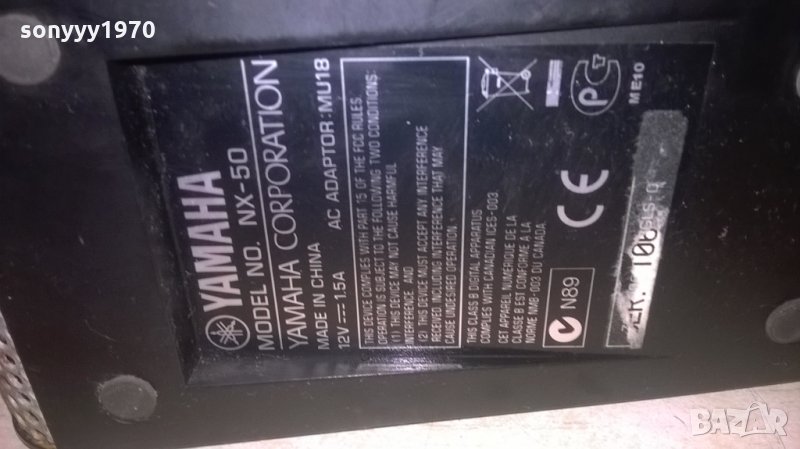 sonyyy1970
YAMAHA
MODEL NO. NX-50
YAMAHA CORPORATION
MADE IN CHINA
12V 1.5A AC ADAPTOR:MU18
THIS DEVICE COMPLIES WITH PART 15 OF THE FCC RULES.
OPERATION IS SUBJECT TO THE FOLLOWING TWO CONDITIONS:
(1) THIS DEVICE MAY NOT CAUSE HARMFUL
INTERFERENCE AND
(2) THIS DEVICE MUST ACCEPT ANY INTERFERENCE
RECEIVED, INCLUDING INTERFERENCE THAT MAY
CAUSE UNDESIRED OPERATION.
THIS CLASS B DIGITAL APPARATUS
COMPLIES WITH CANADIAN ICES-003
CET APPAREIL NUMERIQUE DE LA
CLASSE B EST CONFORME À LA
NORME NMB-003 DU CANADA
N89
CE
ME10
BAZAR